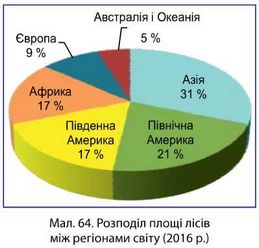 Австралія і Океанія
5 %
Європа
9 %
Азія
31 %
Африка
17 %
Південна
Америка
17 %
Північна
Америка
21 %
Мал. 64. Розподіл площі лісів
між регіонами світу (2016 р.)